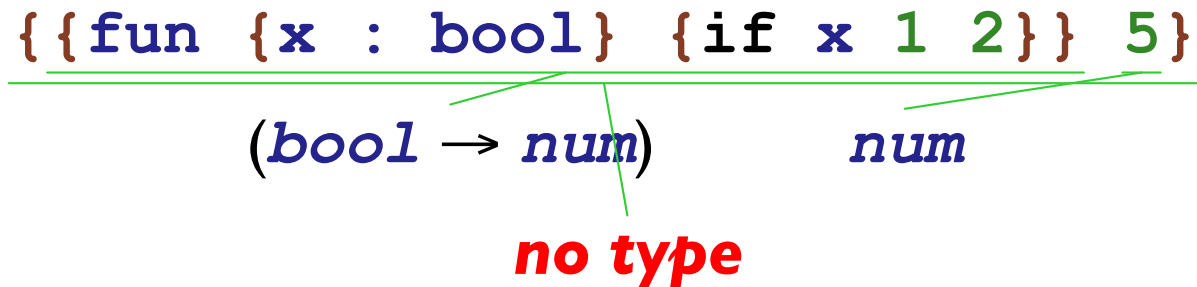 {{fun {x : bool} {if x 1 2}} 5}
(bool → num) num
no type